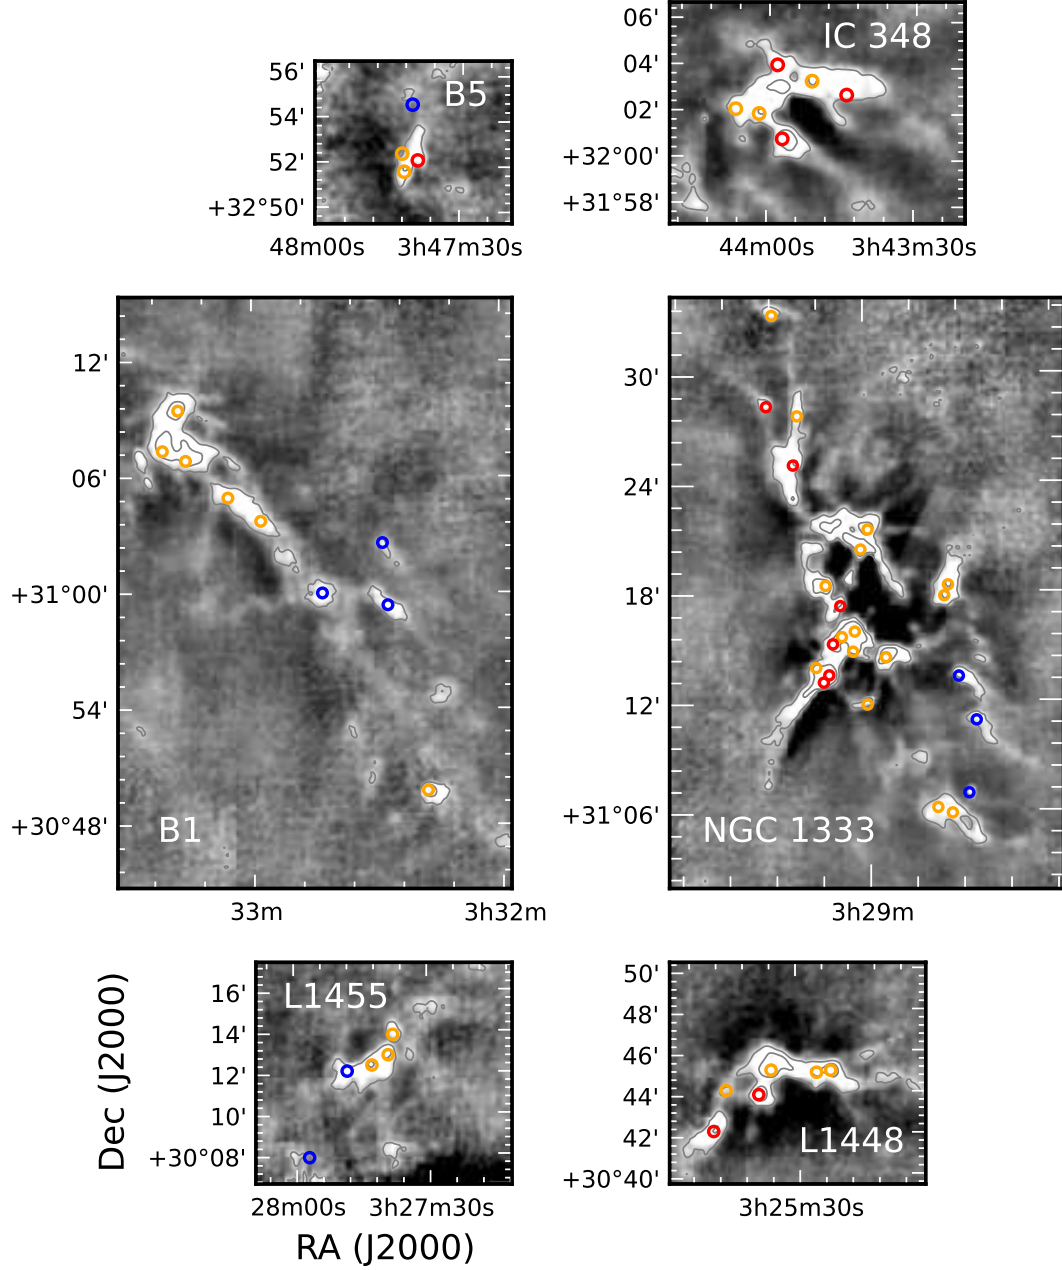 56'
54'
52'
+32°50'
B5
48m00s 3h47m30s
06'
04'
02'
+32°00'
+31°58'
IC 348
44m00s 3h43m30s
12'
06'
+31°00'
54'
+30°48'
B1
33m 3h32m
30'
24'
18'
12'
+31°06'
NGC 1333
3h29m
16'
14'
12'
10'
+30°08'
L1455
28m00s 3h27m30s
50'
48'
46'
44'
42'
+30°40'
L1448
3h25m30s
Dec (J2000)
RA (J2000)